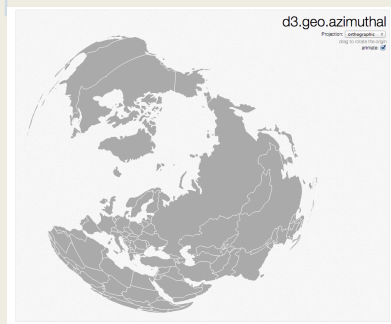 d3.geo.azimuthal
Projection: orthographic
drag to rotate the origin
animate: